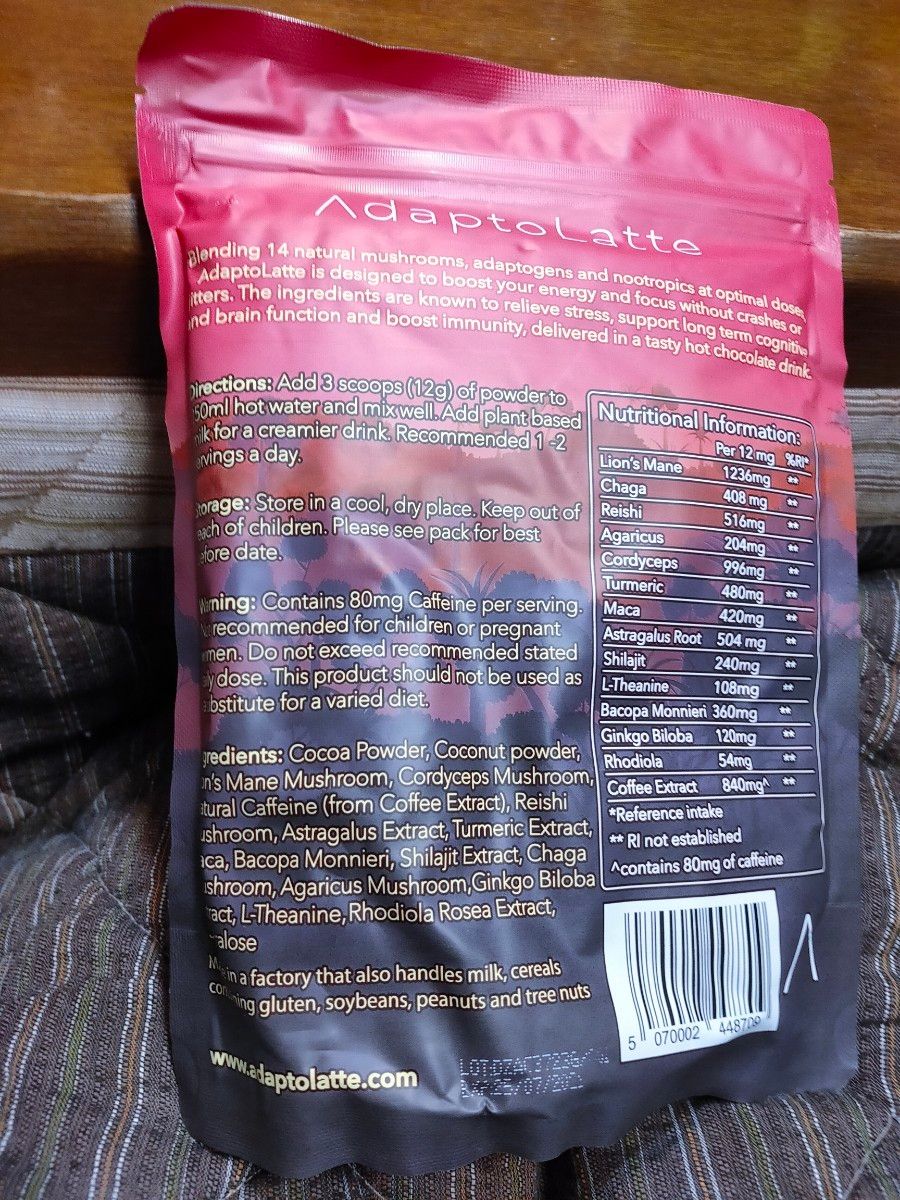 AdaptoLatte
Blending 14 natural mushrooms, adaptogens and nootropics at optimal doses,
AdaptoLatte is designed to boost your energy and focus without crashes or
itters. The ingredients are known to relieve stress, support long term cognitive
and brain function and boost immunity, delivered in a tasty hot chocolate drink.
Directions: Add 3 scoops (12g) of powder to
50ml hot water and mix well. Add plant based
milk for a creamier drink. Recommended 1 -2
servings a day.
Storage: Store in a cool, dry place. Keep out of
reach of children. Please see pack for best
before date.
Warning: Contains 80mg Caffeine per serving.
Not recommended for children or pregnant
women. Do not exceed recommended stated
daily dose. This product should not be used as
substitute for a varied diet.
Ingredients: Cocoa Powder, Coconut powder,
Lion's Mane Mushroom, Cordyceps Mushroom,
Natural Caffeine (from Coffee Extract), Reishi
Mushroom, Astragalus Extract, Turmeric Extract,
Maca, Bacopa Monnieri, Shilajit Extract, Chaga
Mushroom, Agaricus Mushroom,Ginkgo Biloba
Extract, L-Theanine, Rhodiola Rosea Extract,
Made in a factory that also handles milk, cereals
containing gluten, soybeans, peanuts and tree nuts
www.adaptolatte.com
Nutritional Information:
Per 12 mg %RI*
Lion's Mane 1236mg **
Chaga 408 mg **
Reishi 516mg **
Agaricus 204mg **
Cordyceps 996mg **
Turmeric 480mg **
Maca 420mg **
Astragalus Root 504 mg **
Shilajit 240mg **
L-Theanine 108mg **
Bacopa Monnieri 360mg **
Ginkgo Biloba 120mg **
Rhodiola 54mg **
Coffee Extract 840mg^ **
*Reference intake
** RI not established
^contains 80mg of caffeine
5 070002 448709